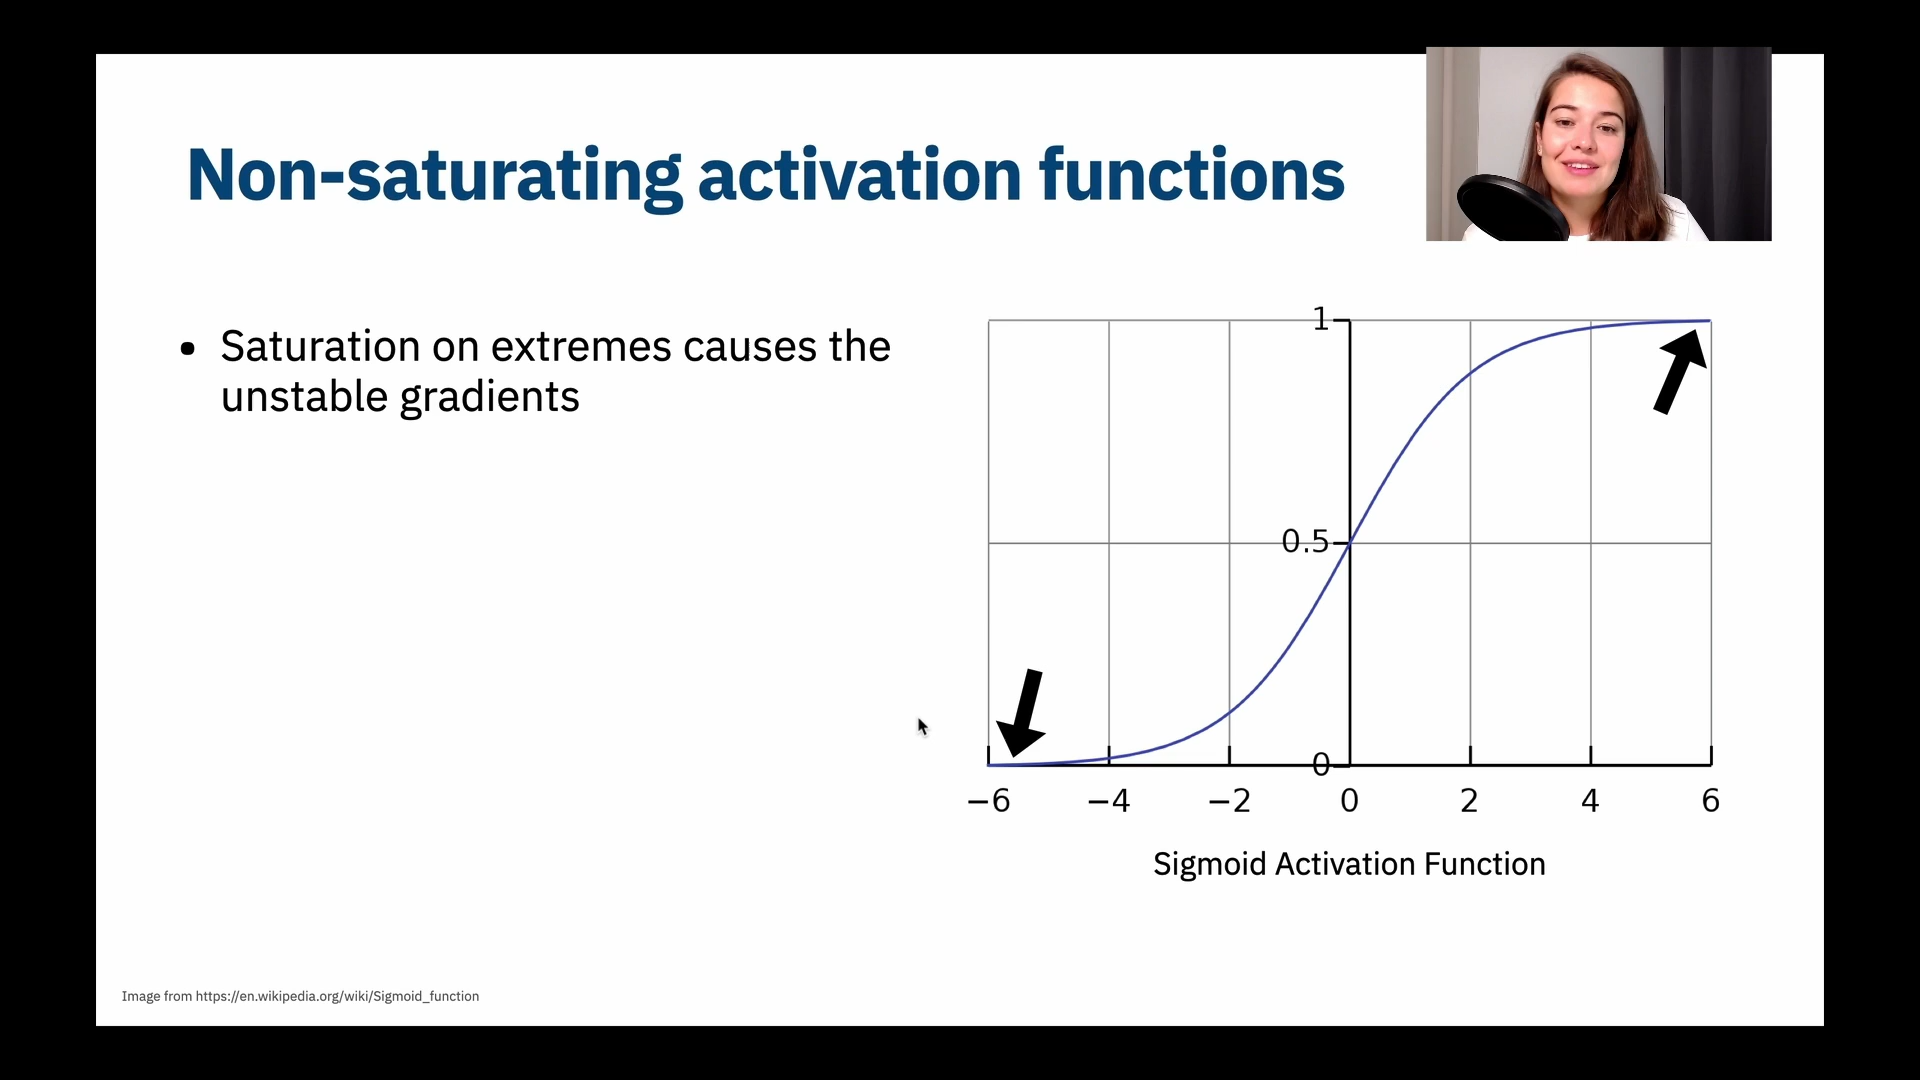 Non-saturating activation functions
• Saturation on extremes causes the
unstable gradients
1
0.5
0
−6 −4 −2 0 2 4 6
Sigmoid Activation Function
Image from https://en.wikipedia.org/wiki/Sigmoid_function